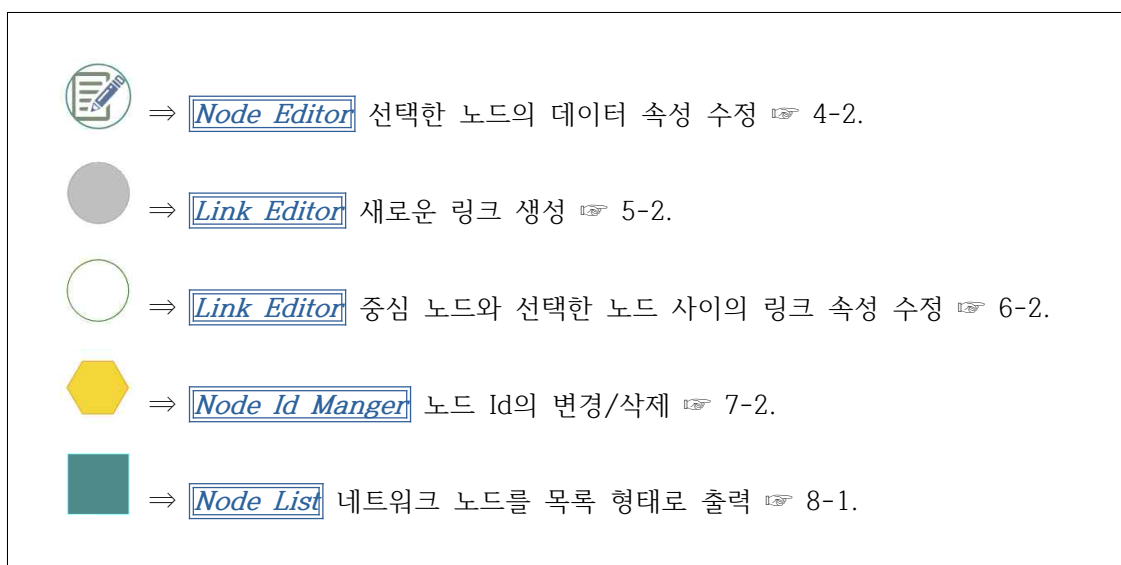 ⇒ Node Editor 선택한 노드의 데이터 속성 수정 ☞ 4-2.
⇒ Link Editor 새로운 링크 생성 ☞ 5-2.
⇒ Link Editor 중심 노드와 선택한 노드 사이의 링크 속성 수정 ☞ 6-2.
⇒ Node Id Manger 노드 Id의 변경/삭제 ☞ 7-2.
⇒ Node List 네트워크 노드를 목록 형태로 출력 ☞ 8-1.